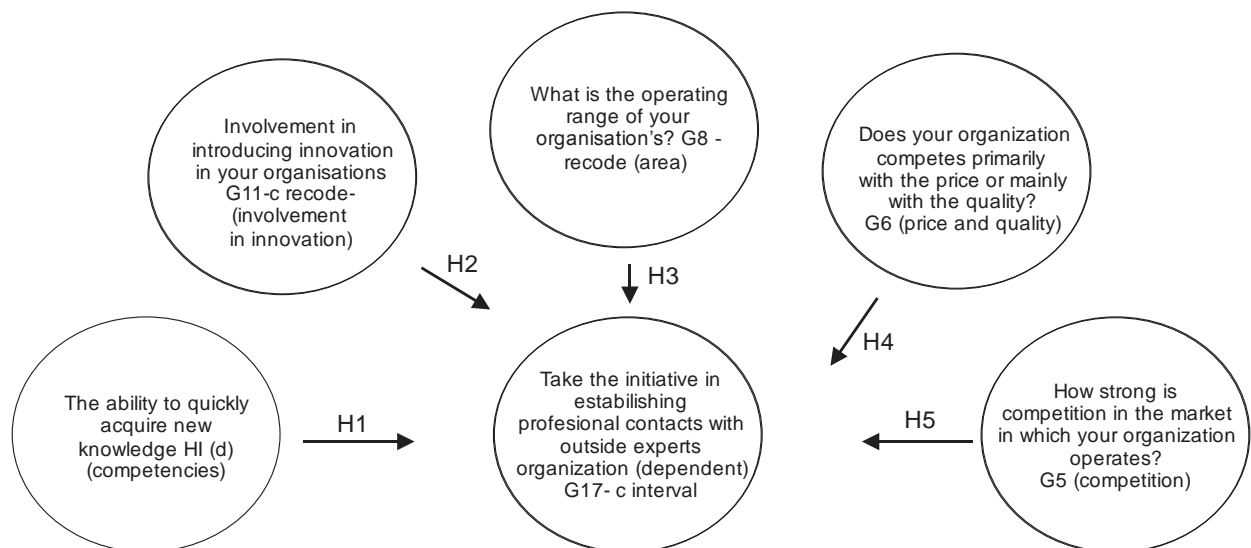 What is the operating
range of your
organisation’s? G8 -
recode (area)
Involvement in
introducing innovation
in your organisations
G11-c recode-
(involvement
in innovation)
Does your organization
competes primarily
with the price or mainly
with the quality?
G6 (price and quality)
H2
H3
H4
The ability to quickly
acquire new
knowledge HI (d)
(competencies)
H1
Take the initiative in
estabilishing
profesional contacts with
outside experts
organization (dependent)
G17- c interval
H5
How strong is
competition in the market
in which your organization
operates?
G5 (competition)